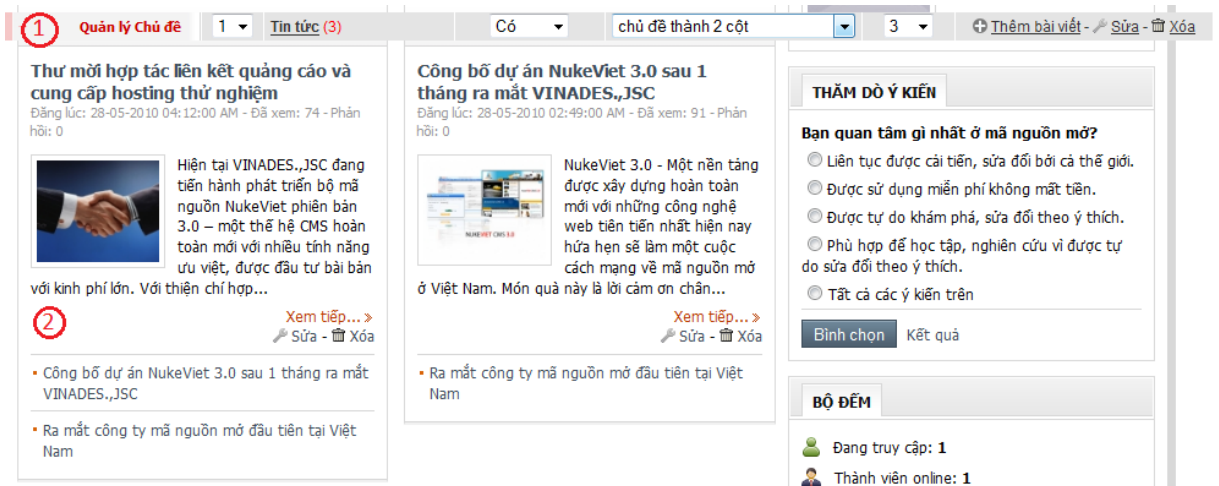 1 Quản lý Chủ đề 1 Tin tức (3) Có chủ đề thành 2 cột 3 Thêm bài viết - Sửa - Xóa
Thư mời hợp tác liên kết quảng cáo và
cung cấp hosting thử nghiệm
Đăng lúc: 28-05-2010 04:12:00 AM - Đã xem: 74 - Phản
hồi: 0
Hiện tại VINADES.,JSC đang
tiến hành phát triển bộ mã
nguồn NukeViet phiên bản
3.0 – một thế hệ CMS hoàn
toàn mới với nhiều tính năng
ưu việt, được đầu tư bài bản
với kinh phí lớn. Với thiện chí hợp...
Xem tiếp... »
2 Sửa - Xóa
Công bố dự án NukeViet 3.0 sau 1 tháng ra mắt
VINADES.,JSC
Ra mắt công ty mã nguồn mở đầu tiên tại Việt
Nam
Công bố dự án NukeViet 3.0 sau 1
tháng ra mắt VINADES.,JSC
Đăng lúc: 28-05-2010 02:49:00 AM - Đã xem: 91 - Phản
hồi: 0
NUKEVIET CMS 3.0
NukeViet 3.0 - Một nền tảng
được xây dựng hoàn toàn
mới với những công nghệ
web tiên tiến nhất hiện nay
hứa hẹn sẽ làm một cuộc
cách mạng về mã nguồn mở
ở Việt Nam. Món quà này là lời cảm ơn chân...
Xem tiếp... »
Sửa - Xóa
Ra mắt công ty mã nguồn mở đầu tiên tại Việt
Nam
THĂM DÒ Ý KIẾN
Bạn quan tâm gì nhất ở mã nguồn mở?
Liên tục được cải tiến, sửa đổi bởi cả thế giới.
Được sử dụng miễn phí không mất tiền.
Được tự do khám phá, sửa đổi theo ý thích.
Phù hợp để học tập, nghiên cứu vì được tự
do sửa đổi theo ý thích.
Tất cả các ý kiến trên
Bình chọn Kết quả
BỘ ĐẾM
Đang truy cập: 1
Thành viên online: 1